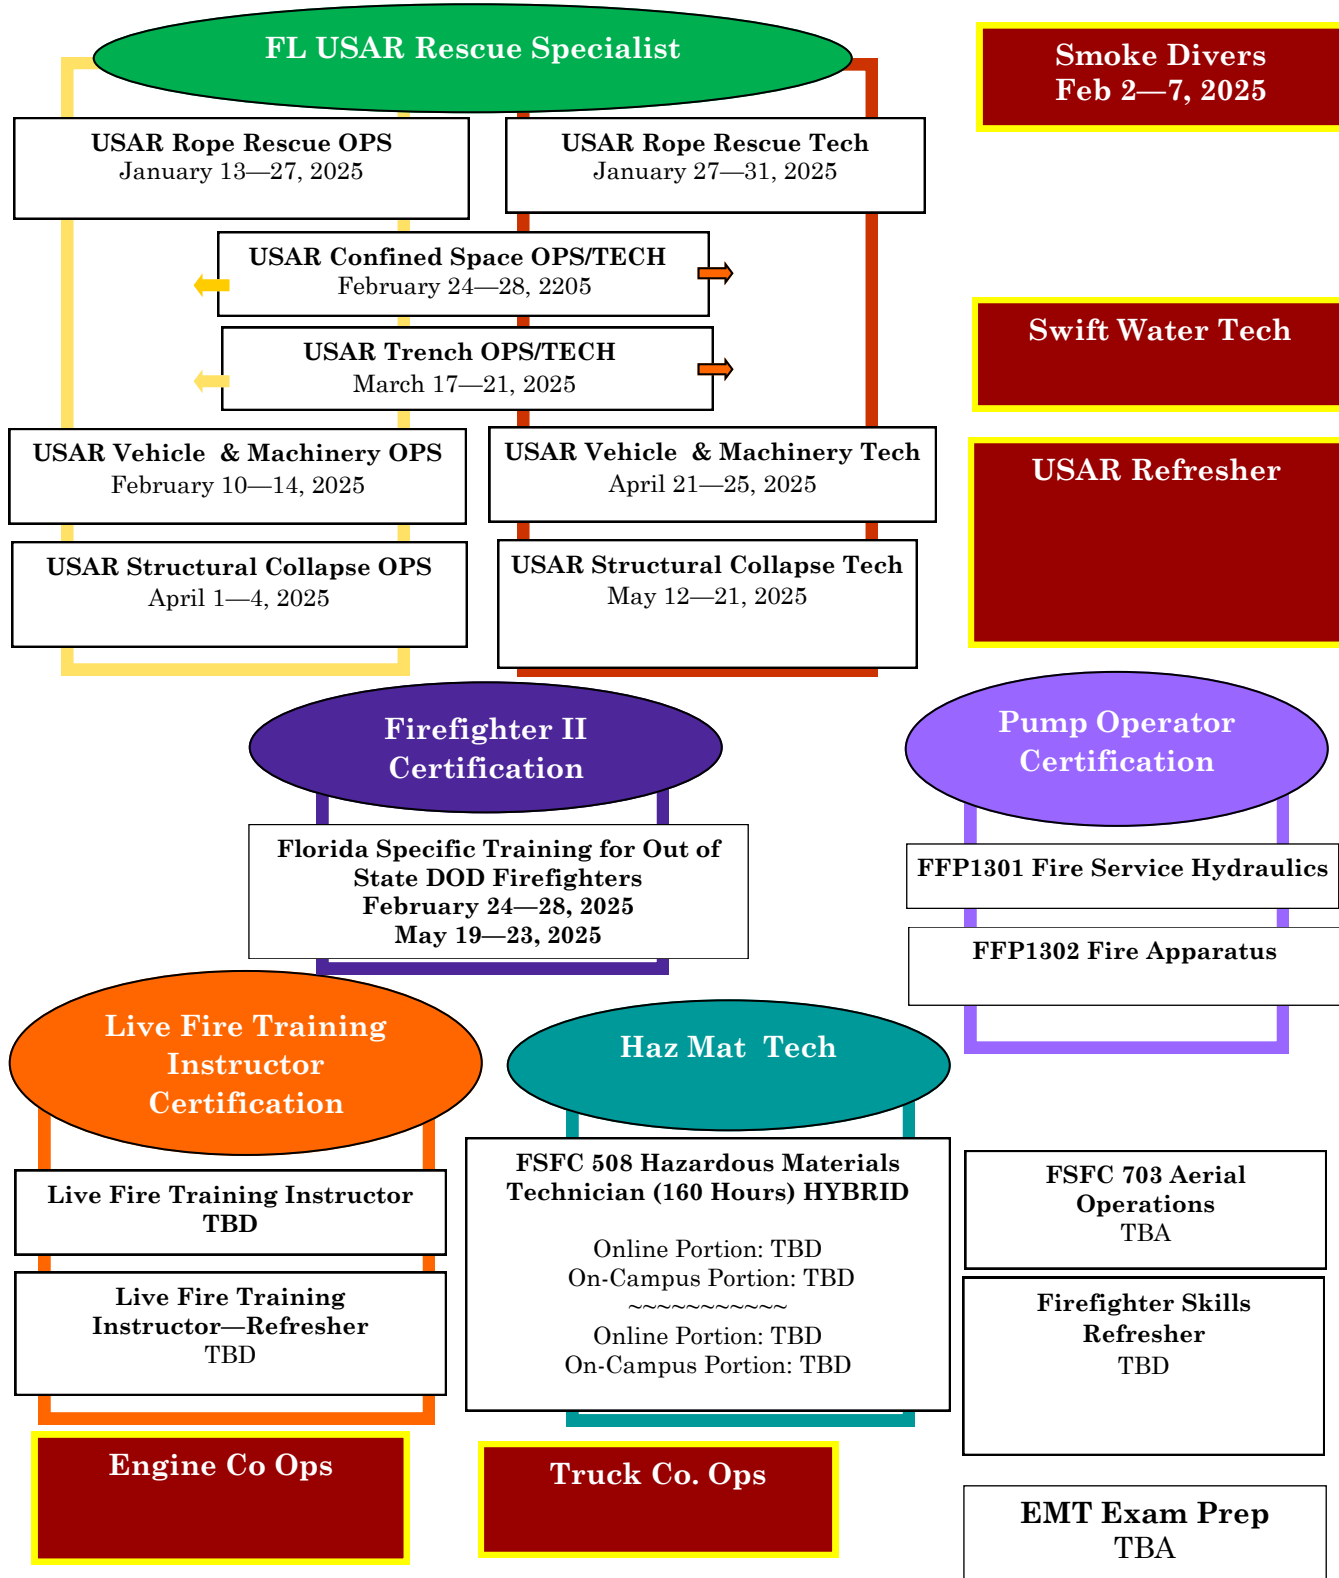 FL USAR Rescue Specialist
Smoke Divers
Feb 2—7, 2025
USAR Rope Rescue OPS
January 13—27, 2025
USAR Rope Rescue Tech
January 27—31, 2025
USAR Confined Space OPS/TECH
February 24—28, 2205
USAR Trench OPS/TECH
March 17—21, 2025
Swift Water Tech
USAR Vehicle & Machinery OPS
February 10—14, 2025
USAR Vehicle & Machinery Tech
April 21—25, 2025
USAR Refresher
USAR Structural Collapse OPS
April 1—4, 2025
USAR Structural Collapse Tech
May 12—21, 2025
Firefighter II
Certification
Florida Specific Training for Out of
State DOD Firefighters
February 24—28, 2025
May 19—23, 2025
Pump Operator
Certification
FFP1301 Fire Service Hydraulics
FFP1302 Fire Apparatus
Live Fire Training
Instructor
Certification
Live Fire Training Instructor
TBD
Live Fire Training
Instructor—Refresher
TBD
Haz Mat Tech
FSFC 508 Hazardous Materials
Technician (160 Hours) HYBRID
Online Portion: TBD
On-Campus Portion: TBD
~~~~~~~~~~~
Online Portion: TBD
On-Campus Portion: TBD
FSFC 703 Aerial
Operations
TBA
Firefighter Skills
Refresher
TBD
Engine Co Ops
Truck Co. Ops
EMT Exam Prep
TBA